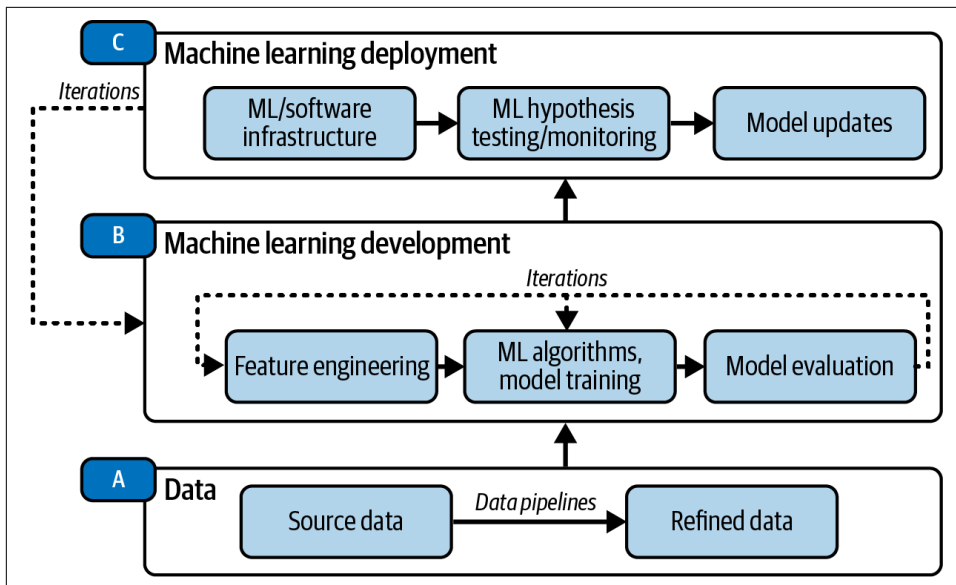 C
Machine learning deployment
Iterations
ML/software
infrastructure
ML hypothesis
testing/monitoring
Model updates
B
Machine learning development
Iterations
Feature engineering
ML algorithms,
model training
Model evaluation
A
Data
Source data
Data pipelines
Refined data